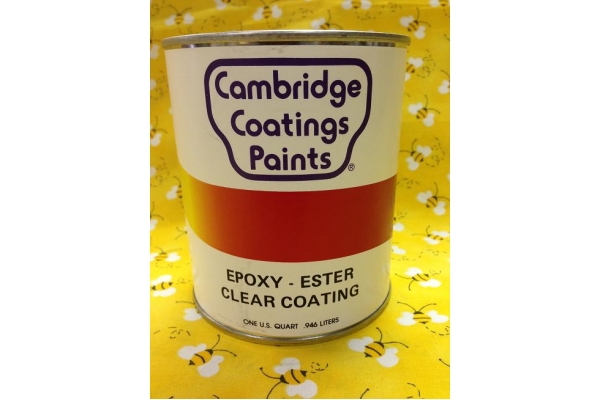 Cambridge
Coatings
Paints®
EPOXY - ESTER
CLEAR COATING
ONE U.S. QUART .946 LITERS